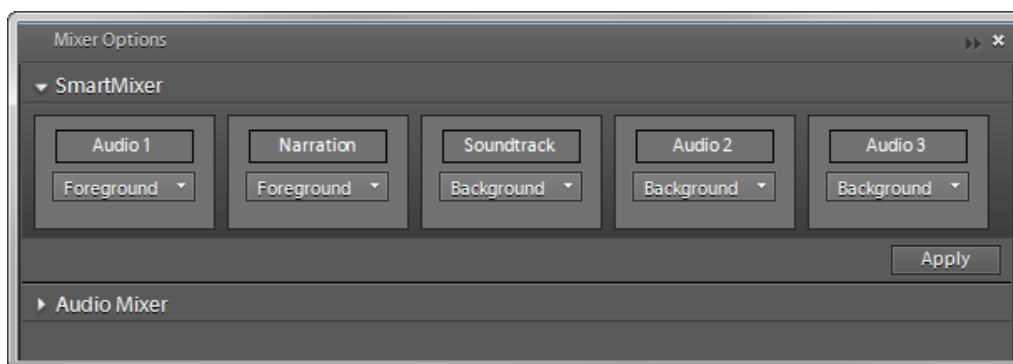 Mixer Options
SmartMixer
Audio 1 Narration Soundtrack Audio 2 Audio 3
Foreground Foreground Background Background Background
Apply
Audio Mixer